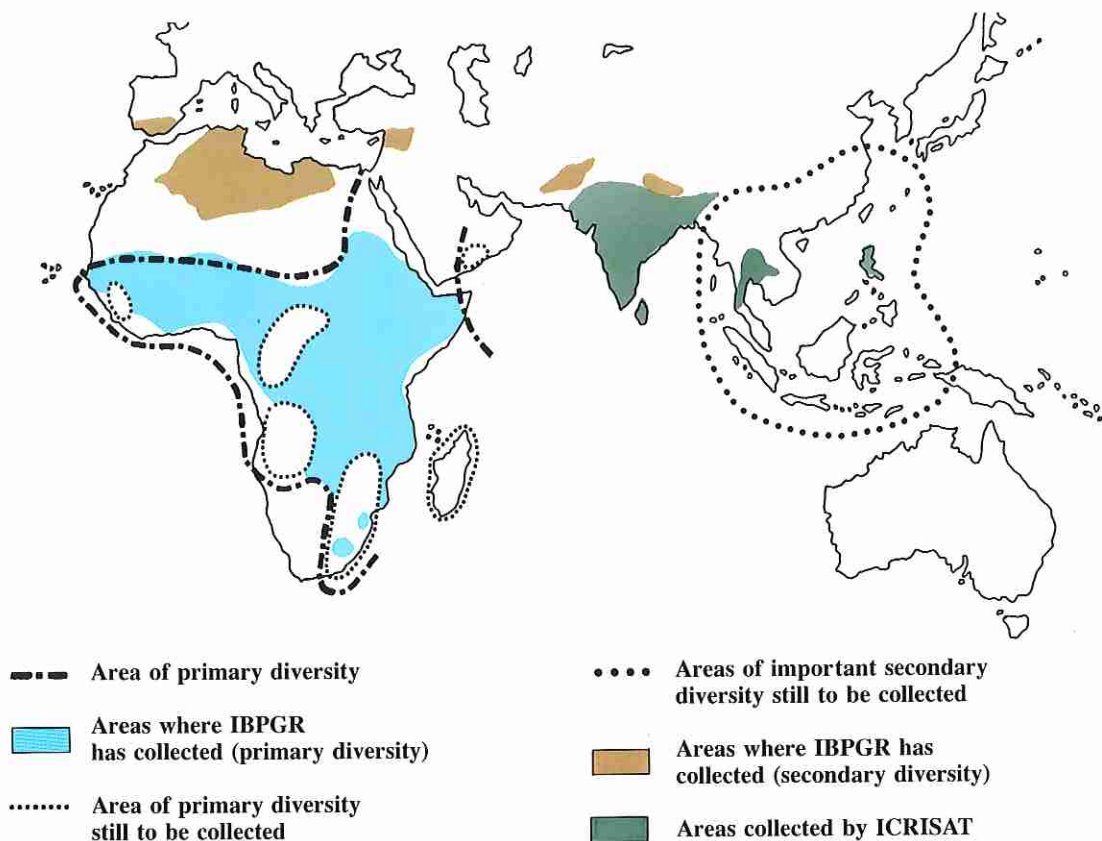 Area of primary diversity
Areas where IBPGR
has collected (primary diversity)
Area of primary diversity
still to be collected
Areas of important secondary
diversity still to be collected
Areas where IBPGR has
collected (secondary diversity)
Areas collected by ICRISAT